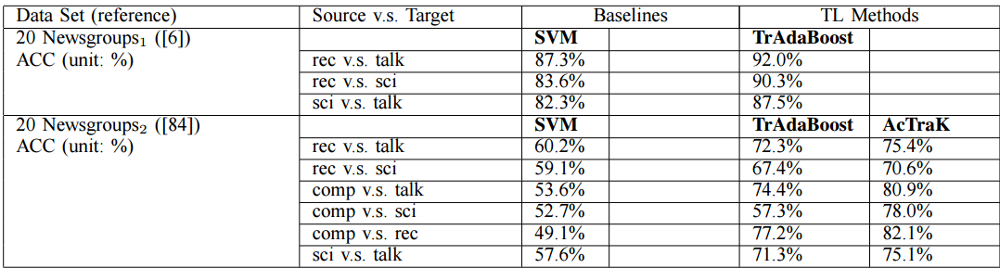 Data Set (reference) Source v.s. Target Baselines TL Methods
20 Newsgroups₁ ([6]) SVM TrAdaBoost
ACC (unit: %) rec v.s. talk 87.3% 92.0%
rec v.s. sci 83.6% 90.3%
sci v.s. talk 82.3% 87.5%
20 Newsgroups₂ ([84]) SVM TrAdaBoost AcTraK
ACC (unit: %) rec v.s. talk 60.2% 72.3% 75.4%
rec v.s. sci 59.1% 67.4% 70.6%
comp v.s. talk 53.6% 74.4% 80.9%
comp v.s. sci 52.7% 57.3% 78.0%
comp v.s. rec 49.1% 77.2% 82.1%
sci v.s. talk 57.6% 71.3% 75.1%